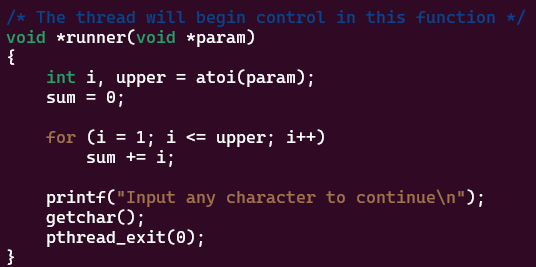 /* The thread will begin control in this function */
void *runner(void *param)
{
    int i, upper = atoi(param);
    sum = 0;

    for (i = 1; i <= upper; i++)
        sum += i;

    printf("Input any character to continue\n");
    getchar();
    pthread_exit(0);
}